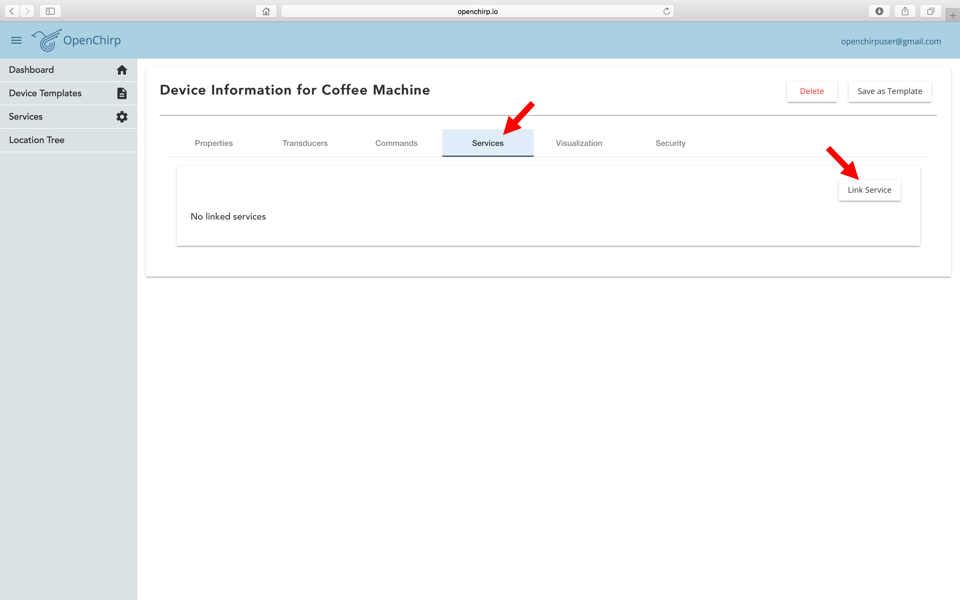 openchirp.io
OpenChirp
openchirpuser@gmail.com
Dashboard
Device Templates
Services
Location Tree
Device Information for Coffee Machine
Delete
Save as Template
Properties
Transducers
Commands
Services
Visualization
Security
Link Service
No linked services